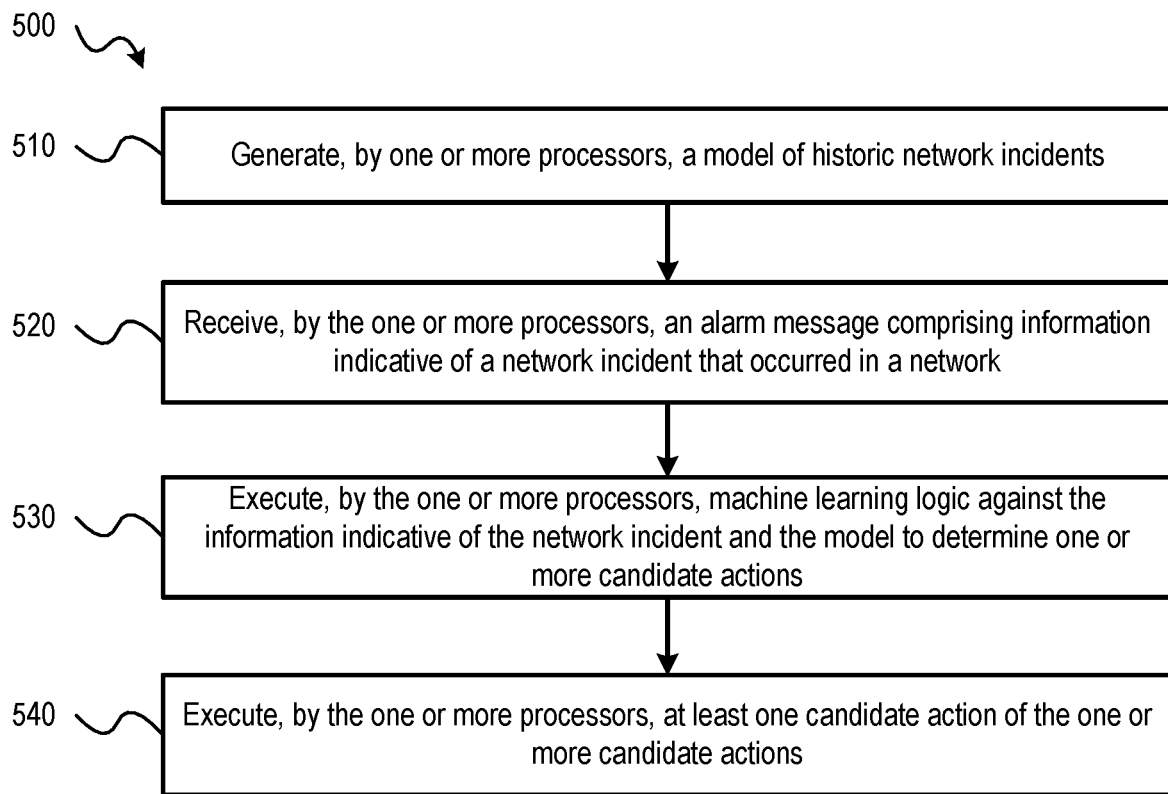 500
510
Generate, by one or more processors, a model of historic network incidents
520
Receive, by the one or more processors, an alarm message comprising information
indicative of a network incident that occurred in a network
530
Execute, by the one or more processors, machine learning logic against the
information indicative of the network incident and the model to determine one or
more candidate actions
540
Execute, by the one or more processors, at least one candidate action of the one or
more candidate actions